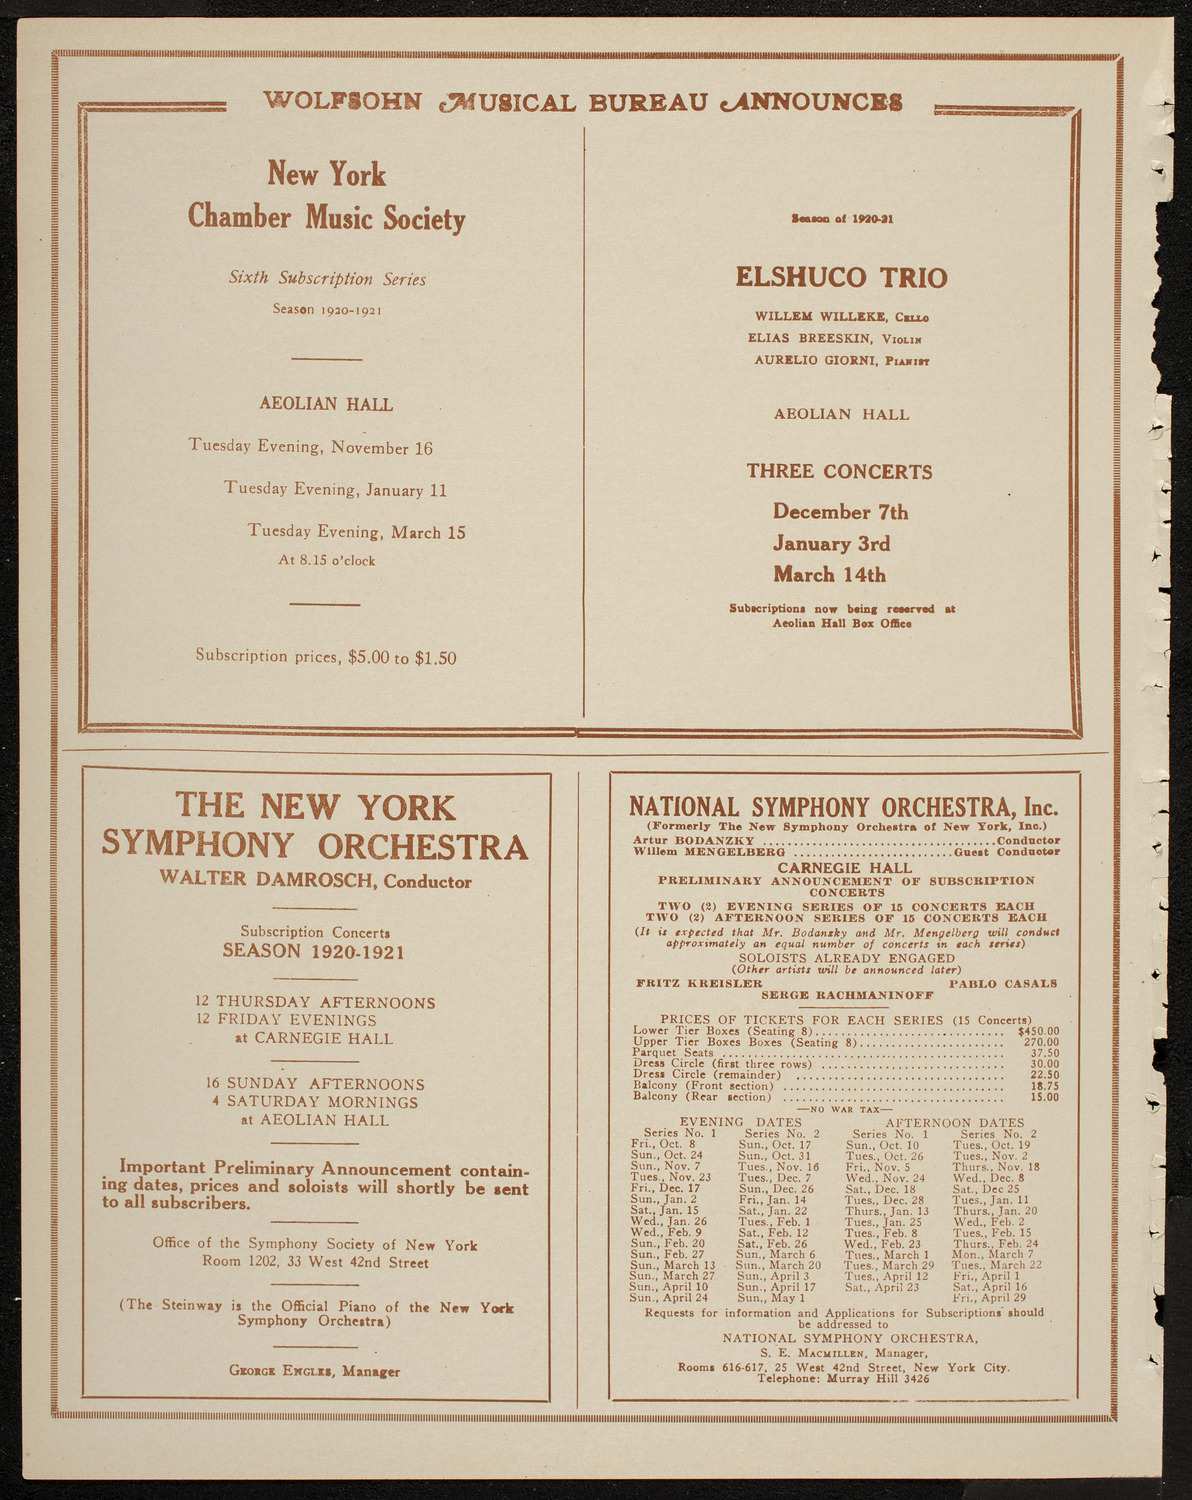 WOLFSOHN MUSICAL BUREAU ANNOUNCES
New York
Chamber Music Society
Sixth Subscription Series
Season 1920-1921
AEOLIAN HALL
Tuesday Evening, November 16
Tuesday Evening, January 11
Tuesday Evening, March 15
At 8.15 o'clock
Subscription prices, $5.00 to $1.50
Season of 1920-21
ELSHUCO TRIO
WILLEM WILLEKE, CELLO
ELIAS BREESKIN, VIOLIN
AURELIO GIORNI, PIANIST
AEOLIAN HALL
THREE CONCERTS
December 7th
January 3rd
March 14th
Subscriptions now being reserved at
Aeolian Hall Box Office
THE NEW YORK
SYMPHONY ORCHESTRA
WALTER DAMROSCH, Conductor
Subscription Concerts
SEASON 1920-1921
12 THURSDAY AFTERNOONS
12 FRIDAY EVENINGS
at CARNEGIE HALL
16 SUNDAY AFTERNOONS
4 SATURDAY MORNINGS
at AEOLIAN HALL
Important Preliminary Announcement contain-
ing dates, prices and soloists will shortly be sent
to all subscribers.
Office of the Symphony Society of New York
Room 1202, 33 West 42nd Street
(The Steinway is the Official Piano of the New York
Symphony Orchestra)
GEORGE ENGLES, Manager
NATIONAL SYMPHONY ORCHESTRA, Inc.
(Formerly The New Symphony Orchestra of New York, Inc.)
Artur BODANZKY ....................................Conductor
Willem MENGELBERG .........................Guest Conductor
CARNEGIE HALL
PRELIMINARY ANNOUNCEMENT OF SUBSCRIPTION
CONCERTS
TWO (2) EVENING SERIES OF 15 CONCERTS EACH
TWO (2) AFTERNOON SERIES OF 15 CONCERTS EACH
(It is expected that Mr. Bodanzky and Mr. Mengelberg will conduct
approximately an equal number of concerts in each series)
SOLOISTS ALREADY ENGAGED
(Other artists will be announced later)
FRITZ KREISLER PABLO CASALS
SERGE RACHMANINOFF
PRICES OF TICKETS FOR EACH SERIES (15 Concerts)
Lower Tier Boxes (Seating 8)............................. $450.00
Upper Tier Boxes Boxes (Seating 8)...................... 270.00
Parquet Seats ........................................... 37.50
Dress Circle (first three rows) ............................ 30.00
Dress Circle (remainder) ................................ 22.50
Balcony (Front section) .................................. 18.75
Balcony (Rear section) .................................. 15.00
—NO WAR TAX—
EVENING DATES AFTERNOON DATES
Series No. 1 Series No. 2 Series No. 1 Series No. 2
Fri., Oct. 8 Sun., Oct. 17 Sun., Oct. 10 Tues., Oct. 19
Sun., Oct. 24 Sun., Oct. 31 Tues., Oct. 26 Tues., Nov. 2
Sun., Nov. 7 Tues., Nov. 16 Fri., Nov. 5 Thurs., Nov. 18
Tues., Nov. 23 Tues., Dec. 7 Wed., Nov. 24 Wed., Dec. 8
Fri., Dec. 17 Sun., Dec. 26 Sat., Dec. 18 Sat., Dec 25
Sun., Jan. 2 Fri., Jan. 14 Tues., Dec. 28 Tues., Jan. 11
Sat., Jan. 15 Sat., Jan. 22 Thurs., Jan. 13 Thurs., Jan. 20
Wed., Jan. 26 Tues., Feb. 1 Tues., Jan. 25 Wed., Feb. 2
Wed., Feb. 9 Sat., Feb. 12 Tues., Feb. 8 Tues., Feb. 15
Sun., Feb. 20 Sat., Feb. 26 Wed., Feb. 23 Thurs., Feb. 24
Sun., Feb. 27 Sun., March 6 Tues., March 1 Mon., March 7
Sun., March 13 Sun., March 20 Tues., March 29 Tues., March 22
Sun., March 27 Sun., April 3 Tues., April 12 Fri., April 1
Sun., April 10 Sun., April 17 Sat., April 23 Sat., April 16
Sun., April 24 Sun., May 1 Fri., April 29
Requests for information and Applications for Subscriptions should
be addressed to
NATIONAL SYMPHONY ORCHESTRA,
S. E. MACMILLEN, Manager,
Rooms 616-617, 25 West 42nd Street, New York City.
Telephone: Murray Hill 3426